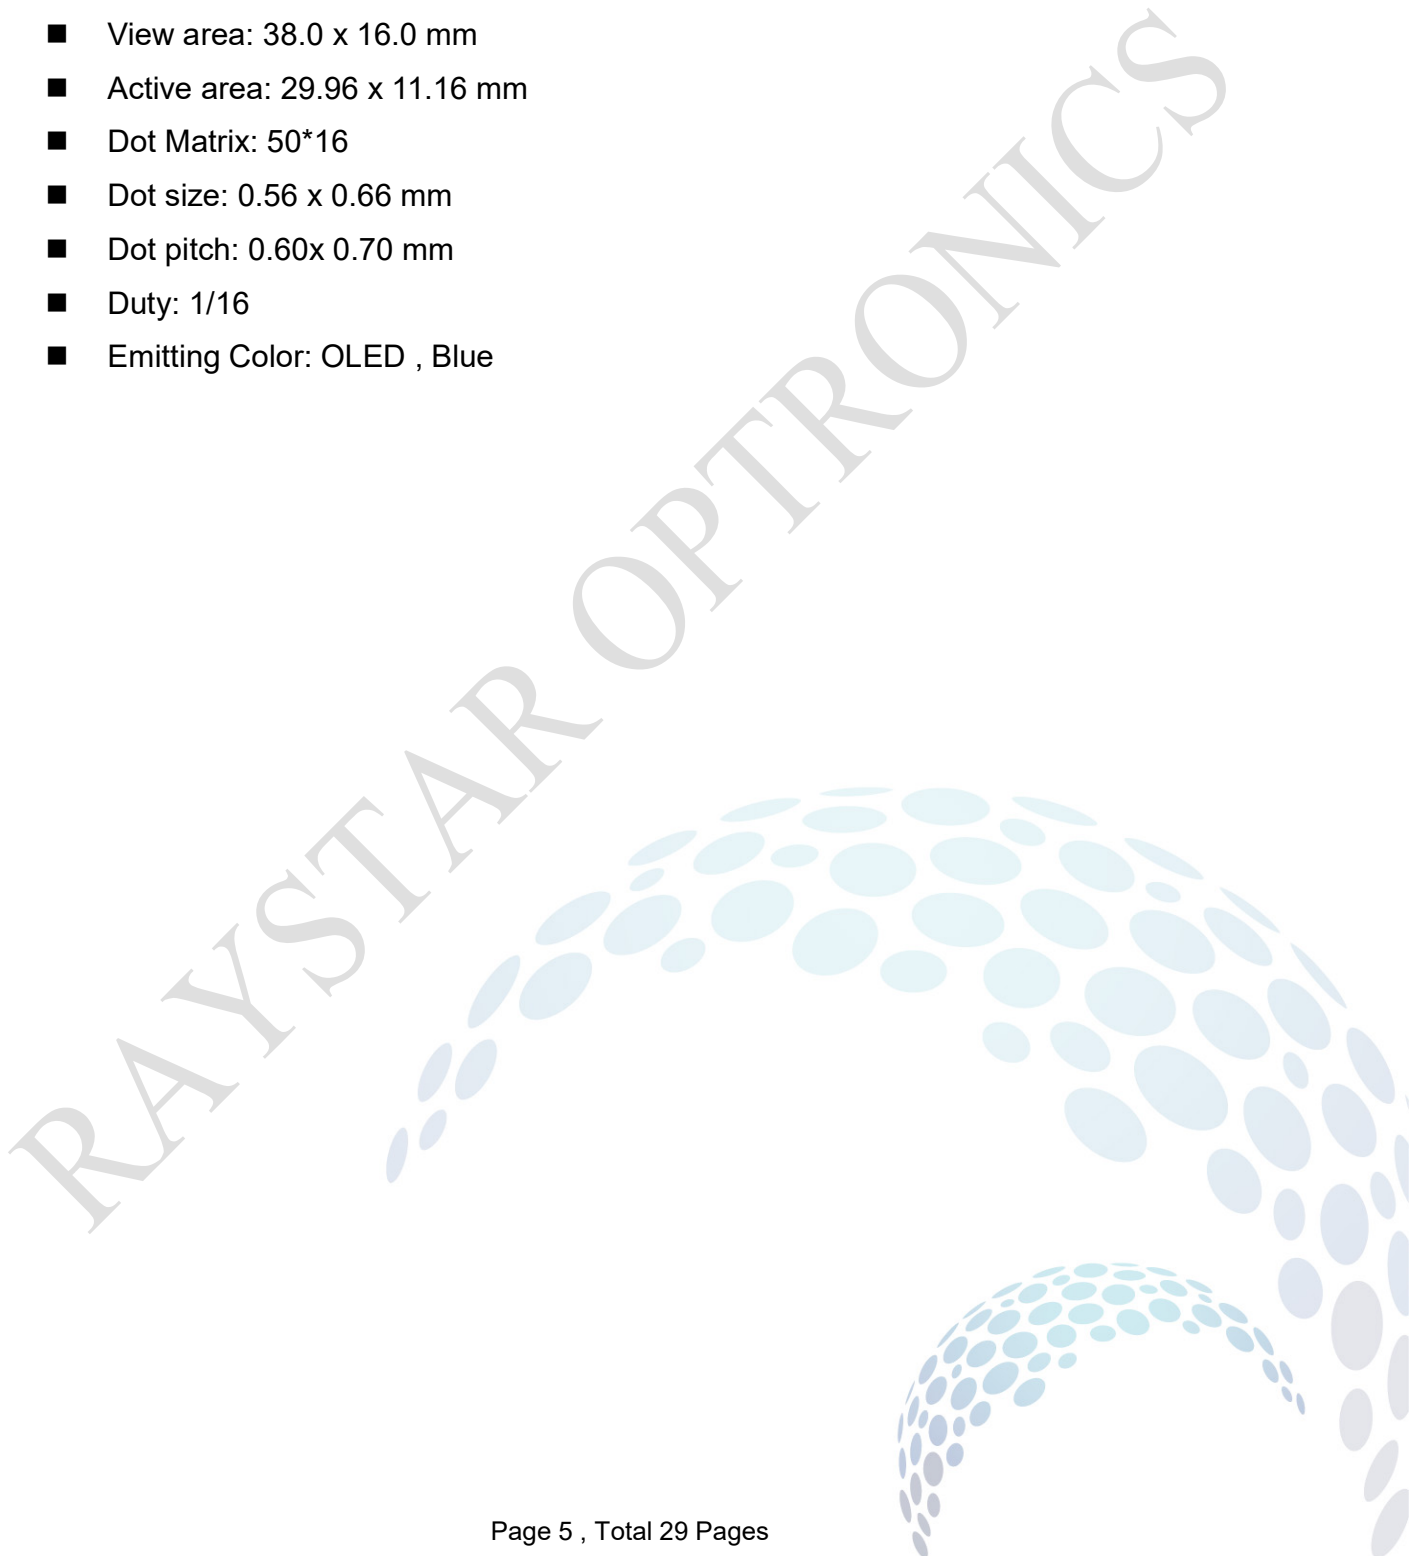 ■ View area: 38.0 x 16.0 mm
■ Active area: 29.96 x 11.16 mm
■ Dot Matrix: 50*16
■ Dot size: 0.56 x 0.66 mm
■ Dot pitch: 0.60x 0.70 mm
■ Duty: 1/16
■ Emitting Color: OLED , Blue
RAYSTAR OPTRONICS
Page 5 , Total 29 Pages